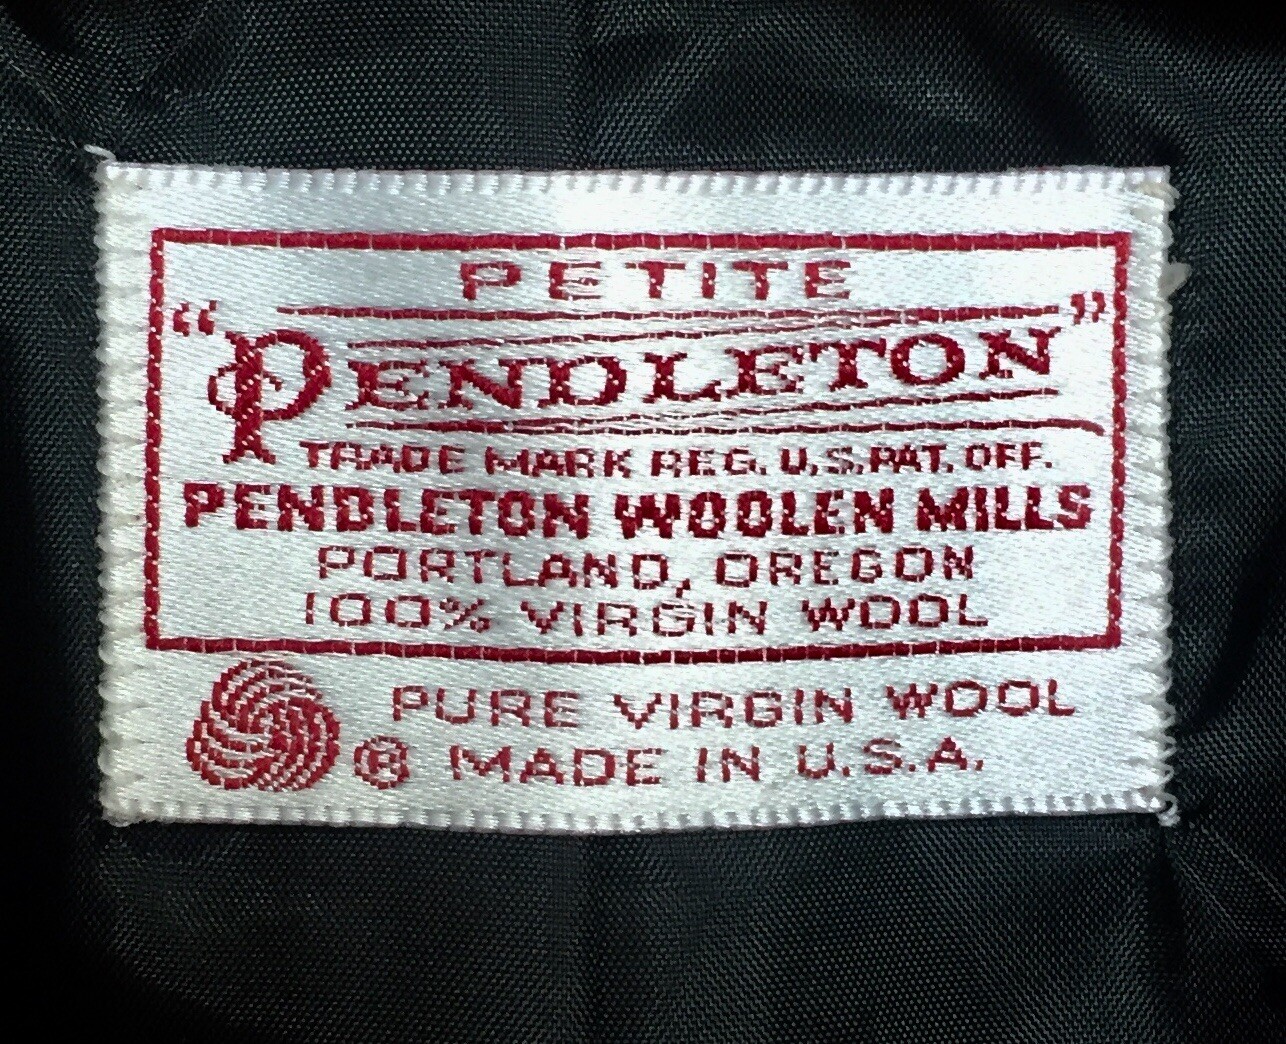 PETITE
“PENDLETON”
TRADE MARK REG. U.S. PAT. OFF.
PENDLETON WOOLEN MILLS
PORTLAND, OREGON
100% VIRGIN WOOL
PURE VIRGIN WOOL
® MADE IN U.S.A.